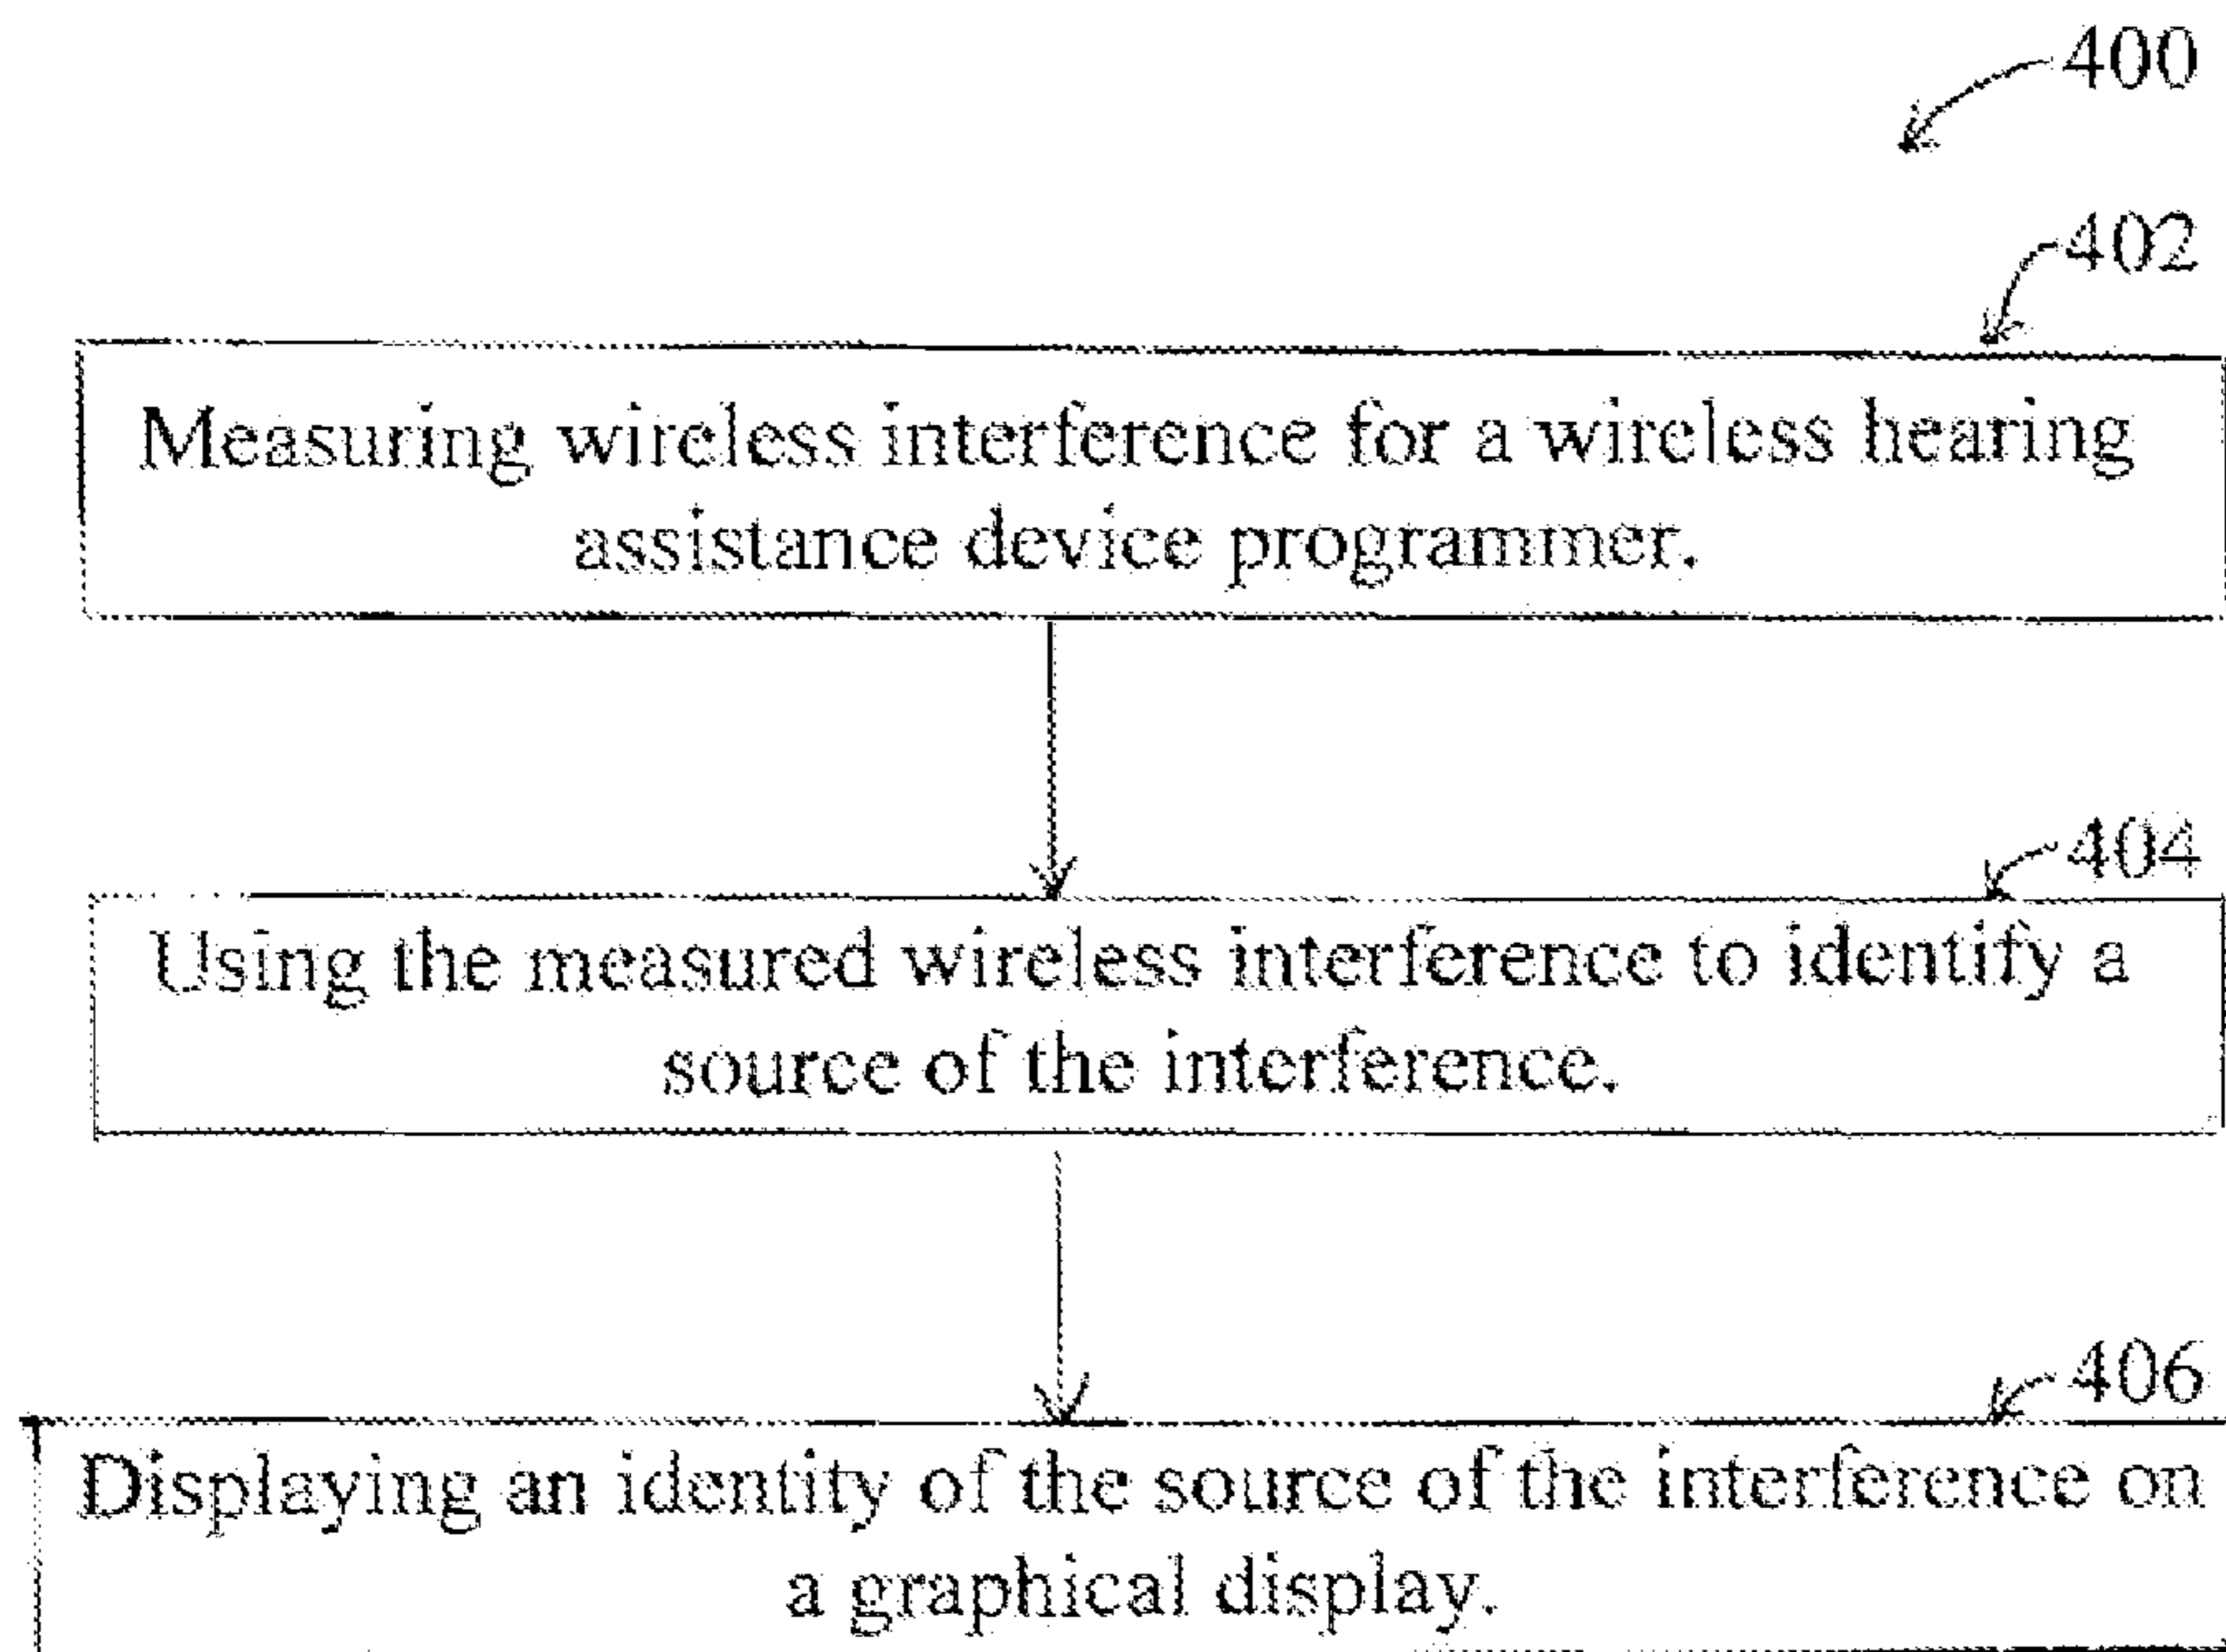 400
402
Measuring wireless interference for a wireless hearing
assistance device programmer.
404
Using the measured wireless interference to identify a
source of the interference.
406
Displaying an identity of the source of the interference on
a graphical display.